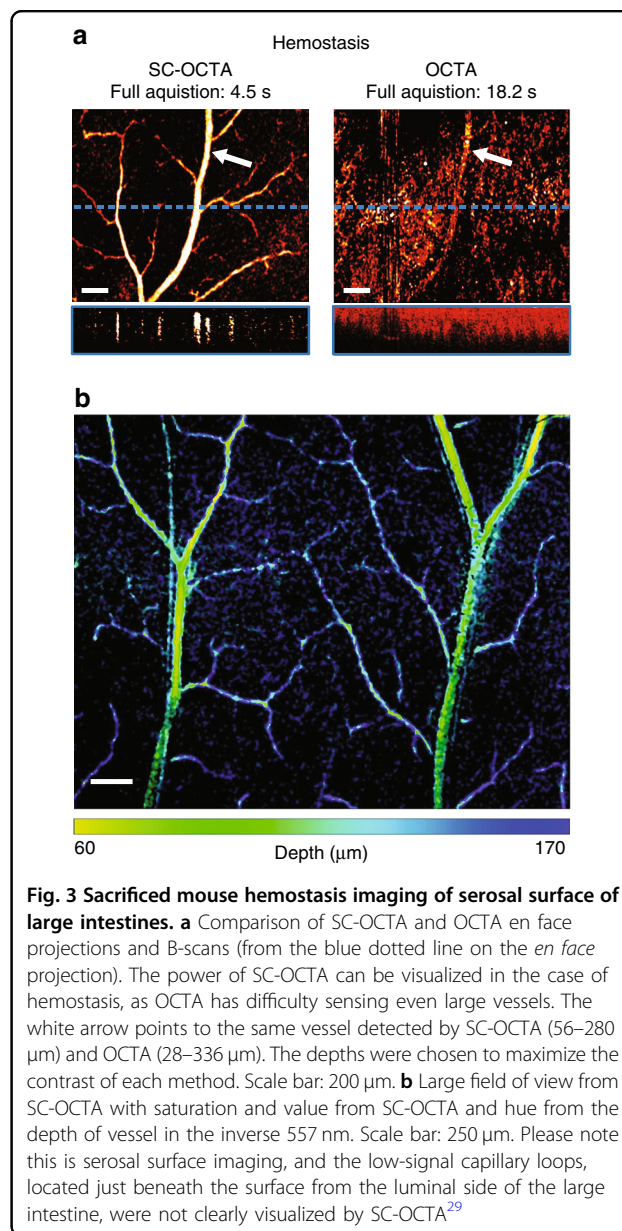 a
Hemostasis
SC-OCTA
Full aquistion: 4.5 s
OCTA
Full aquistion: 18.2 s
b
60
Depth (μm)
170
Fig. 3 Sacrificed mouse hemostasis imaging of serosal surface of
large intestines. a Comparison of SC-OCTA and OCTA en face
projections and B-scans (from the blue dotted line on the en face
projection). The power of SC-OCTA can be visualized in the case of
hemostasis, as OCTA has difficulty sensing even large vessels. The
white arrow points to the same vessel detected by SC-OCTA (56–280
μm) and OCTA (28–336 μm). The depths were chosen to maximize the
contrast of each method. Scale bar: 200 μm. b Large field of view from
SC-OCTA with saturation and value from SC-OCTA and hue from the
depth of vessel in the inverse 557 nm. Scale bar: 250 μm. Please note
this is serosal surface imaging, and the low-signal capillary loops,
located just beneath the surface from the luminal side of the large
intestine, were not clearly visualized by SC-OCTA29